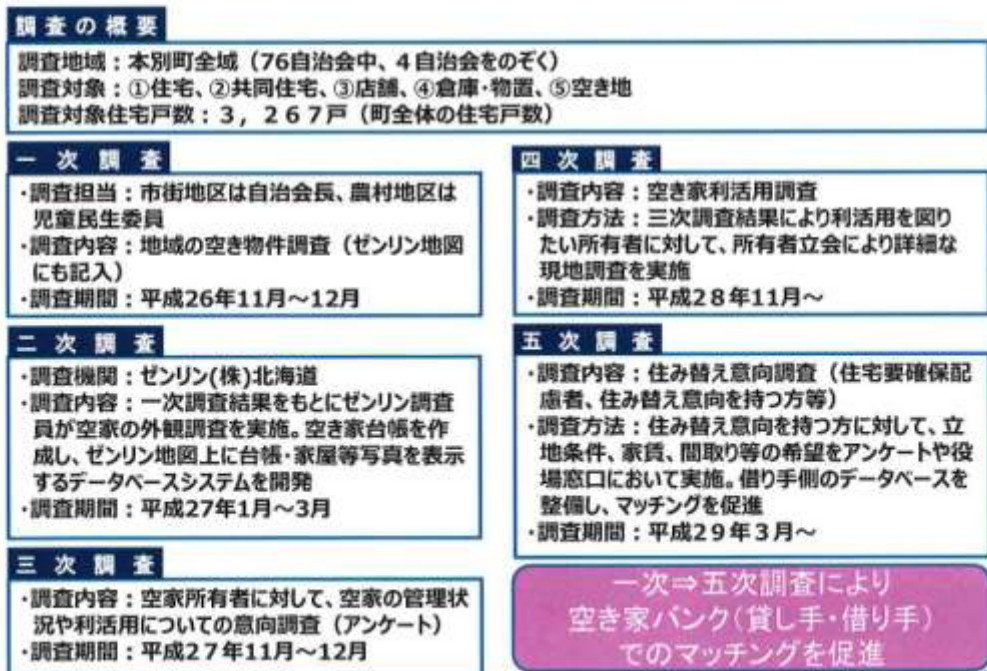 調査の概要
調査地域：本別町全域（76自治会中、4自治会をのぞく）
調査対象：①住宅、②共同住宅、③店舗、④倉庫・物置、⑤空き地
調査対象住宅戸数：３，２６７戸（町全体の住宅戸数）
一次調査
・調査担当：市街地区は自治会長、農村地区は
児童民生委員
・調査内容：地域の空き物件調査（ゼンリン地図
にも記入）
・調査期間：平成26年11月～12月
二次調査
・調査機関：ゼンリン(株)北海道
・調査内容：一次調査結果をもとにゼンリン調査
員が空家の外観調査を実施。空き家台帳を作
成し、ゼンリン地図上に台帳・家屋等写真を表示
するデータベースシステムを開発
・調査期間：平成27年1月～3月
三次調査
・調査内容：空家所有者に対して、空家の管理状
況や利活用についての意向調査（アンケート）
・調査期間：平成２７年11月～12月
四次調査
・調査内容：空き家利活用調査
・調査方法：三次調査結果により利活用を図り
たい所有者に対して、所有者立会により詳細な
現地調査を実施
・調査期間：平成２８年11月～
五次調査
・調査内容：住み替え意向調査（住宅要確保配
慮者、住み替え意向を持つ方等）
・調査方法：住み替え意向を持つ方に対して、立
地条件、家賃、間取り等の希望をアンケートや役
場窓口において実施。借り手側のデータベースを
整備し、マッチングを促進
・調査期間：平成２９年３月～
一次⇒五次調査により
空き家バンク（貸し手・借り手）
でのマッチングを促進